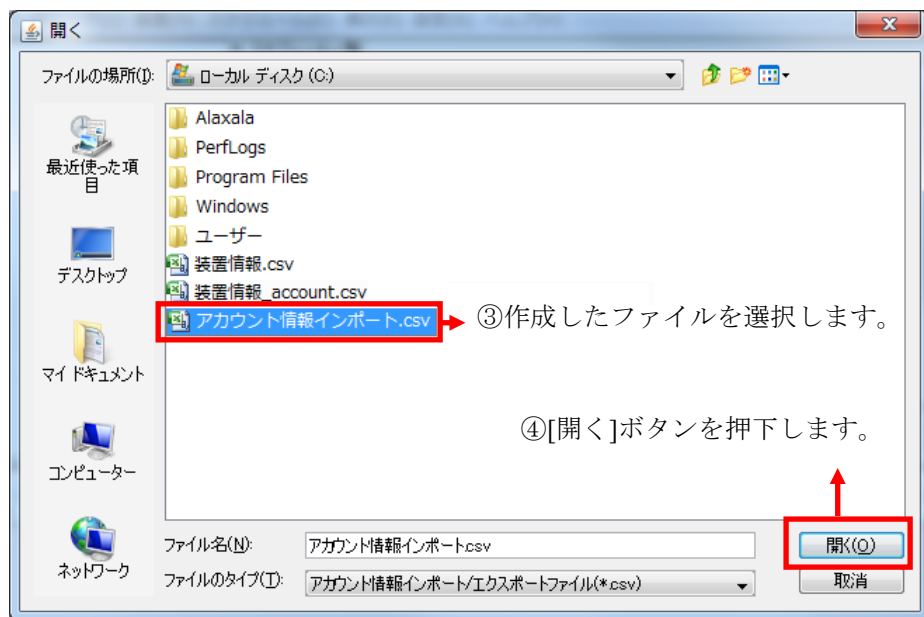 開く
ファイルの場所(I):
ローカル ディスク (C:)
最近使った項目
デスクトップ
マイ ドキュメント
コンピューター
ネットワーク
Alaxala
PerfLogs
Program Files
Windows
ユーザー
装置情報.csv
装置情報_account.csv
アカウント情報インポート.csv
③作成したファイルを選択します。
④[開く]ボタンを押下します。
ファイル名(N):
アカウント情報インポート.csv
開く(O)
ファイルのタイプ(T):
アカウント情報インポート/エクスポートファイル(*.csv)
取消